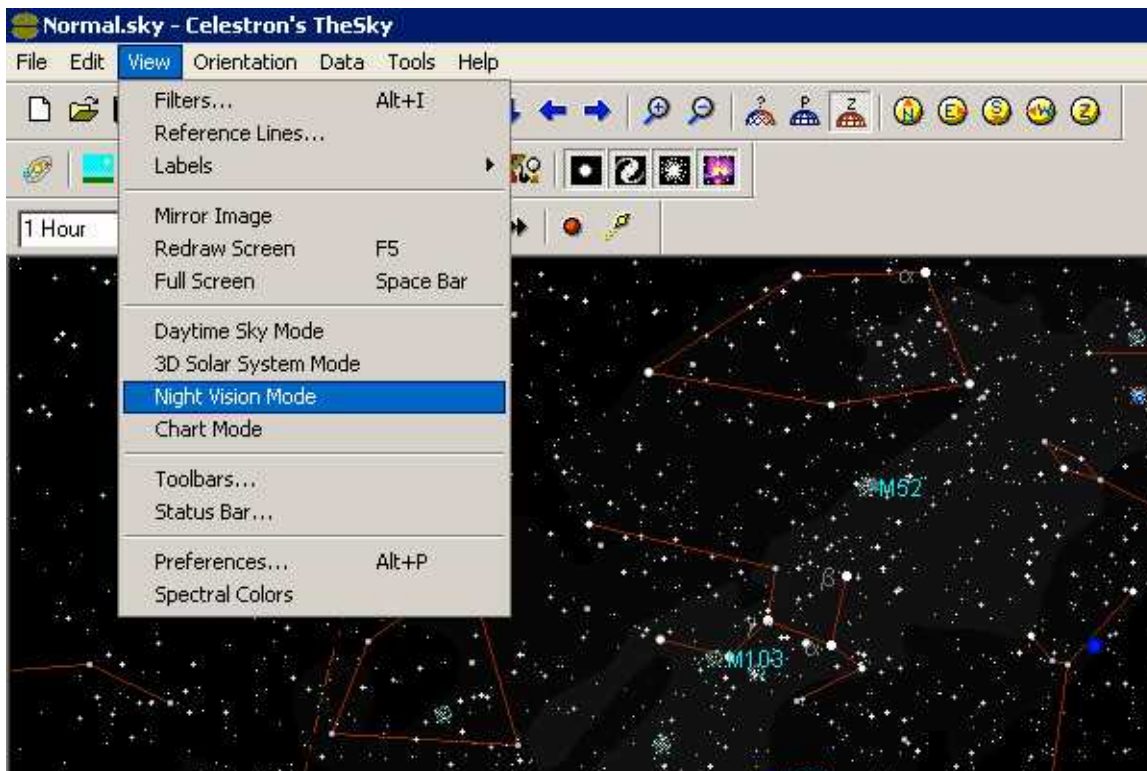 Normal.sky - Celestron's TheSky
File Edit View Orientation Data Tools Help
Filters... Alt+I
Reference Lines...
Labels
Mirror Image
Redraw Screen F5
Full Screen Space Bar
Daytime Sky Mode
3D Solar System Mode
Night Vision Mode
Chart Mode
Toolbars...
Status Bar...
Preferences... Alt+P
Spectral Colors
? P Z N E S W Z
1 Hour
α
M52
β
γ
α
M103